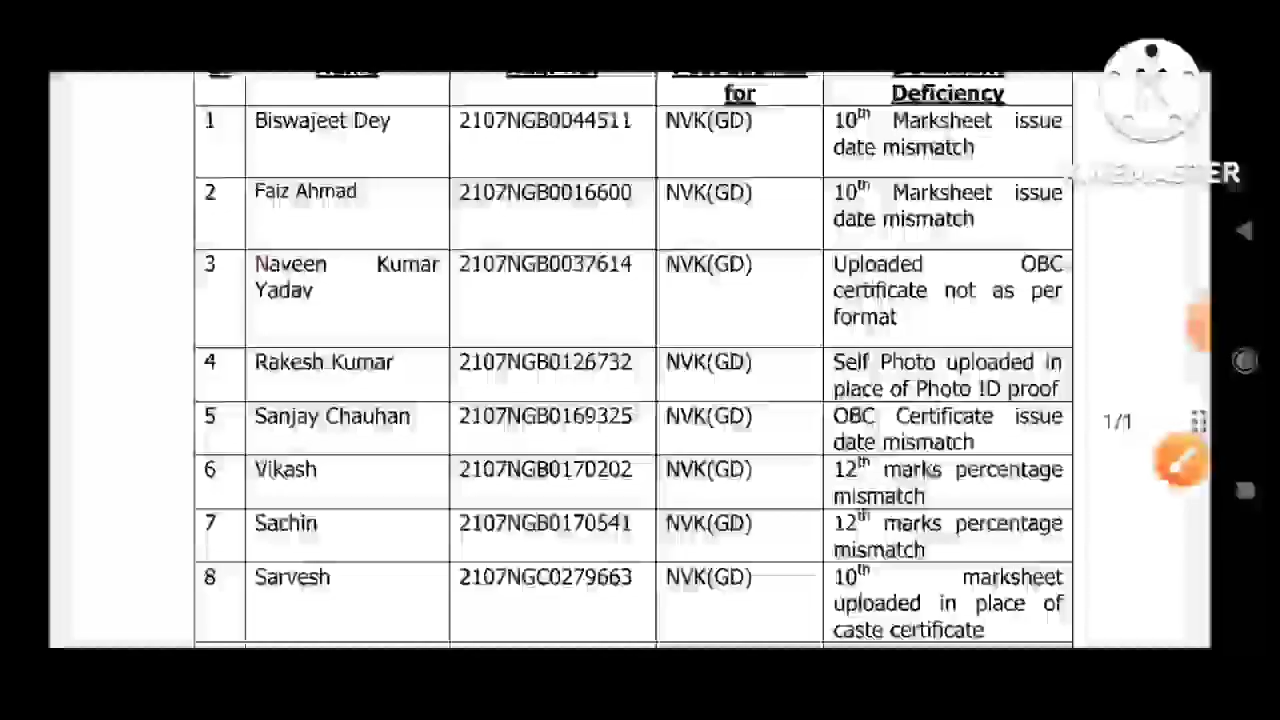 for
Deficiency
1 Biswajeet Dey 2107NGB0044511 NVK(GD) 10th Marksheet issue
date mismatch
2 Faiz Ahmad 2107NGB0016600 NVK(GD) 10th Marksheet issue
date mismatch
3 Naveen Kumar 2107NGB0037614 NVK(GD) Uploaded OBC
Yadav certificate not as per
format
4 Rakesh Kumar 2107NGB0126732 NVK(GD) Self Photo uploaded in
place of Photo ID proof
5 Sanjay Chauhan 2107NGB0169325 NVK(GD) OBC Certificate issue
date mismatch
6 Vikash 2107NGB0170202 NVK(GD) 12th marks percentage
mismatch
7 Sachin 2107NGB0170541 NVK(GD) 12th marks percentage
mismatch
8 Sarvesh 2107NGC0279663 NVK(GD) 10th marksheet
uploaded in place of
caste certificate
K
KINEMASTER
1/1